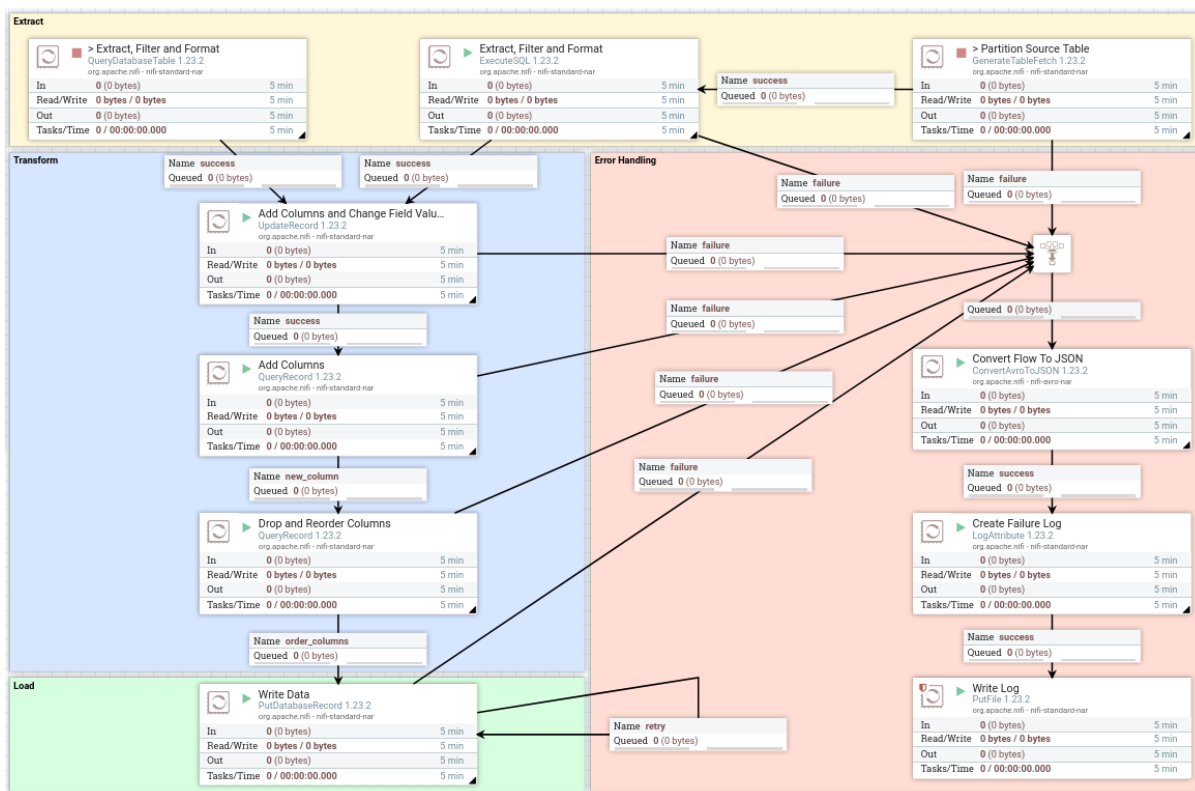 Extract
> Extract, Filter and Format
QueryDatabaseTable 1.23.2
org.apache.nifi - nifi-standard-nar
In 0 (0 bytes) 5 min
Read/Write 0 bytes / 0 bytes 5 min
Out 0 (0 bytes) 5 min
Tasks/Time 0 / 00:00:00.000 5 min
Extract, Filter and Format
ExecuteSQL 1.23.2
org.apache.nifi - nifi-standard-nar
In 0 (0 bytes) 5 min
Read/Write 0 bytes / 0 bytes 5 min
Out 0 (0 bytes) 5 min
Tasks/Time 0 / 00:00:00.000 5 min
Name success
Queued 0 (0 bytes)
> Partition Source Table
GenerateTableFetch 1.23.2
org.apache.nifi - nifi-standard-nar
In 0 (0 bytes) 5 min
Read/Write 0 bytes / 0 bytes 5 min
Out 0 (0 bytes) 5 min
Tasks/Time 0 / 00:00:00.000 5 min
Transform
Name success
Queued 0 (0 bytes)
Name success
Queued 0 (0 bytes)
Add Columns and Change Field Valu...
UpdateRecord 1.23.2
org.apache.nifi - nifi-standard-nar
In 0 (0 bytes) 5 min
Read/Write 0 bytes / 0 bytes 5 min
Out 0 (0 bytes) 5 min
Tasks/Time 0 / 00:00:00.000 5 min
Name success
Queued 0 (0 bytes)
Add Columns
QueryRecord 1.23.2
org.apache.nifi - nifi-standard-nar
In 0 (0 bytes) 5 min
Read/Write 0 bytes / 0 bytes 5 min
Out 0 (0 bytes) 5 min
Tasks/Time 0 / 00:00:00.000 5 min
Name new_column
Queued 0 (0 bytes)
Drop and Reorder Columns
QueryRecord 1.23.2
org.apache.nifi - nifi-standard-nar
In 0 (0 bytes) 5 min
Read/Write 0 bytes / 0 bytes 5 min
Out 0 (0 bytes) 5 min
Tasks/Time 0 / 00:00:00.000 5 min
Name order_columns
Queued 0 (0 bytes)
Load
Write Data
PutDatabaseRecord 1.23.2
org.apache.nifi - nifi-standard-nar
In 0 (0 bytes) 5 min
Read/Write 0 bytes / 0 bytes 5 min
Out 0 (0 bytes) 5 min
Tasks/Time 0 / 00:00:00.000 5 min
Error Handling
Name failure
Queued 0 (0 bytes)
Name failure
Queued 0 (0 bytes)
Name failure
Queued 0 (0 bytes)
Name failure
Queued 0 (0 bytes)
Name failure
Queued 0 (0 bytes)
Name failure
Queued 0 (0 bytes)
Name retry
Queued 0 (0 bytes)
Queued 0 (0 bytes)
Convert Flow To JSON
ConvertAvroToJSON 1.23.2
org.apache.nifi - nifi-avro-nar
In 0 (0 bytes) 5 min
Read/Write 0 bytes / 0 bytes 5 min
Out 0 (0 bytes) 5 min
Tasks/Time 0 / 00:00:00.000 5 min
Name success
Queued 0 (0 bytes)
Create Failure Log
LogAttribute 1.23.2
org.apache.nifi - nifi-standard-nar
In 0 (0 bytes) 5 min
Read/Write 0 bytes / 0 bytes 5 min
Out 0 (0 bytes) 5 min
Tasks/Time 0 / 00:00:00.000 5 min
Name success
Queued 0 (0 bytes)
Write Log
PutFile 1.23.2
org.apache.nifi - nifi-standard-nar
In 0 (0 bytes) 5 min
Read/Write 0 bytes / 0 bytes 5 min
Out 0 (0 bytes) 5 min
Tasks/Time 0 / 00:00:00.000 5 min